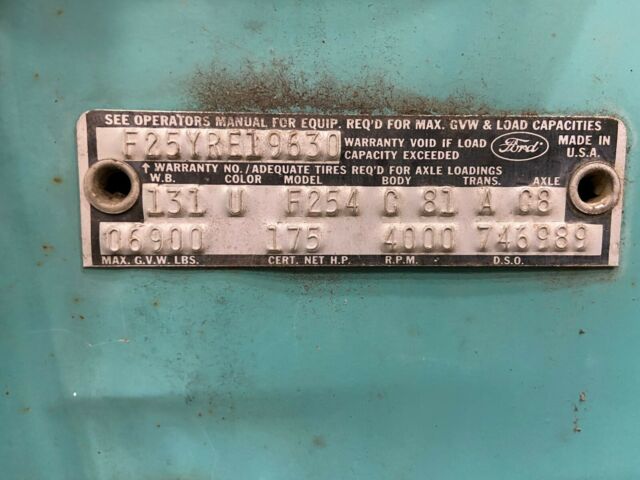 SEE OPERATORS MANUAL FOR EQUIP. REQ'D FOR MAX. GVW & LOAD CAPACITIES
F25YRE19630 WARRANTY VOID IF LOAD CAPACITY EXCEEDED Ford MADE IN U.S.A.
↑ WARRANTY NO./ADEQUATE TIRES REQ'D FOR AXLE LOADINGS
W.B. COLOR MODEL BODY TRANS. AXLE
131 U F254 C 81 A C8
06900 175 4000 746989
MAX. G.V.W. LBS. CERT. NET H.P. R.P.M. D.S.O.